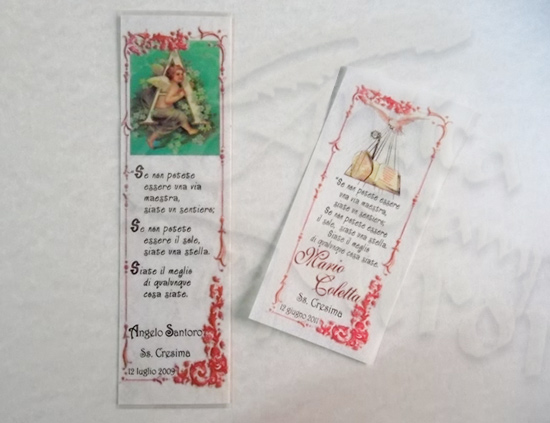 Se non potete
essere una via
maestra,
siate un sentiero;
Se non potete
essere il sole,
siate una stella.
Siate il meglio
di qualunque
cosa siate.
Angelo Santoro
Ss. Cresima
12 luglio 2009
"Se non potete essere
una via maestra,
siate un sentiero;
Se non potete essere
il sole, siate una stella.
Siate il meglio
di qualunque cosa siate.
Mario
Coletta
Ss. Cresima
12 giugno 2011